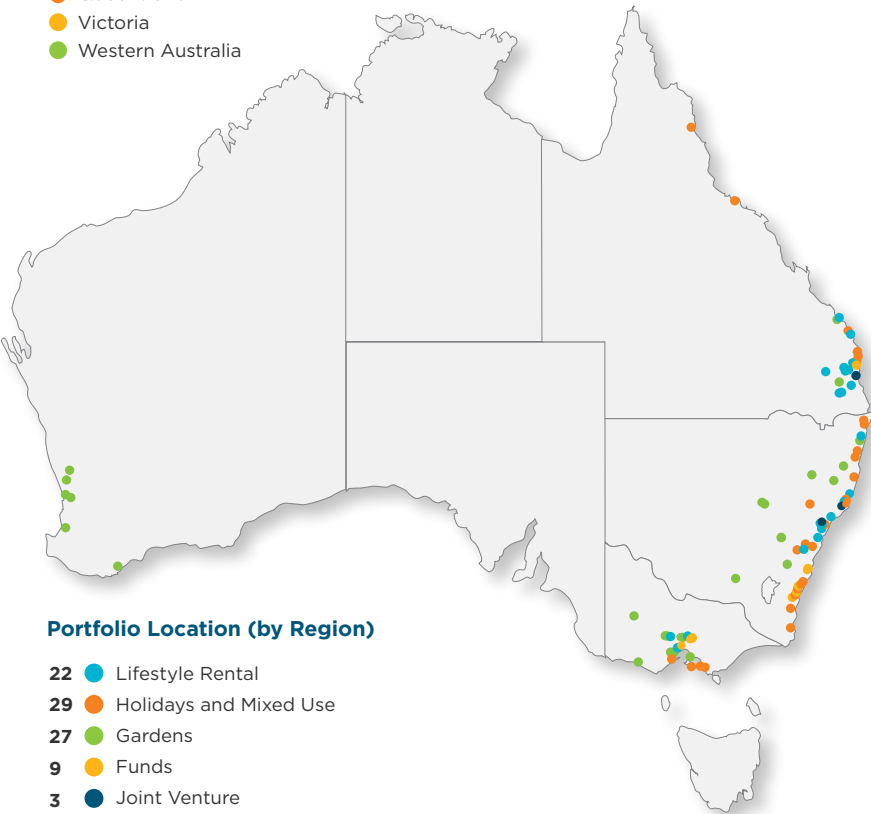 Victoria
Western Australia
Portfolio Location (by Region)
22 Lifestyle Rental
29 Holidays and Mixed Use
27 Gardens
9 Funds
3 Joint Venture